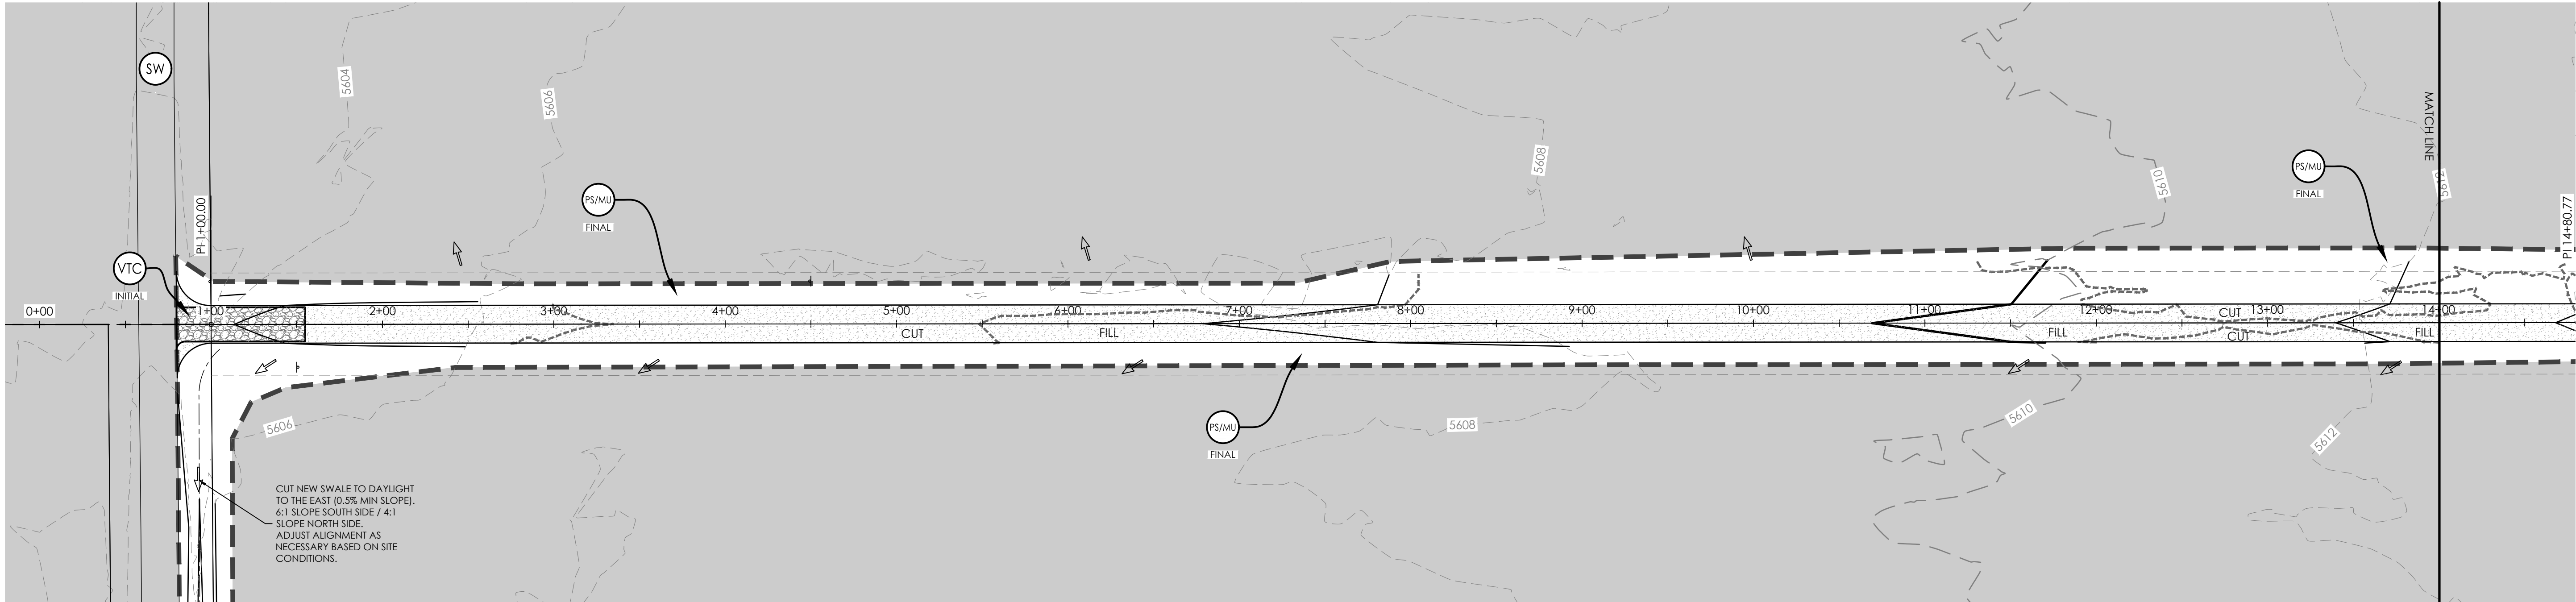 SW
5604
5606
5608
5610
MATCH LINE
PS/MU
FINAL
PS/MU
FINAL
5612
PI 1+00.00
PI 14+80.77
VTC
INITIAL
0+00
1+00
2+00
3+00
4+00
5+00
6+00
7+00
8+00
9+00
10+00
11+00
12+00
13+00
14+00
CUT
FILL
FILL
CUT
CUT
FILL
5606
PS/MU
FINAL
5608
5610
5612
CUT NEW SWALE TO DAYLIGHT
TO THE EAST (0.5% MIN SLOPE).
6:1 SLOPE SOUTH SIDE / 4:1
SLOPE NORTH SIDE.
ADJUST ALIGNMENT AS
NECESSARY BASED ON SITE
CONDITIONS.